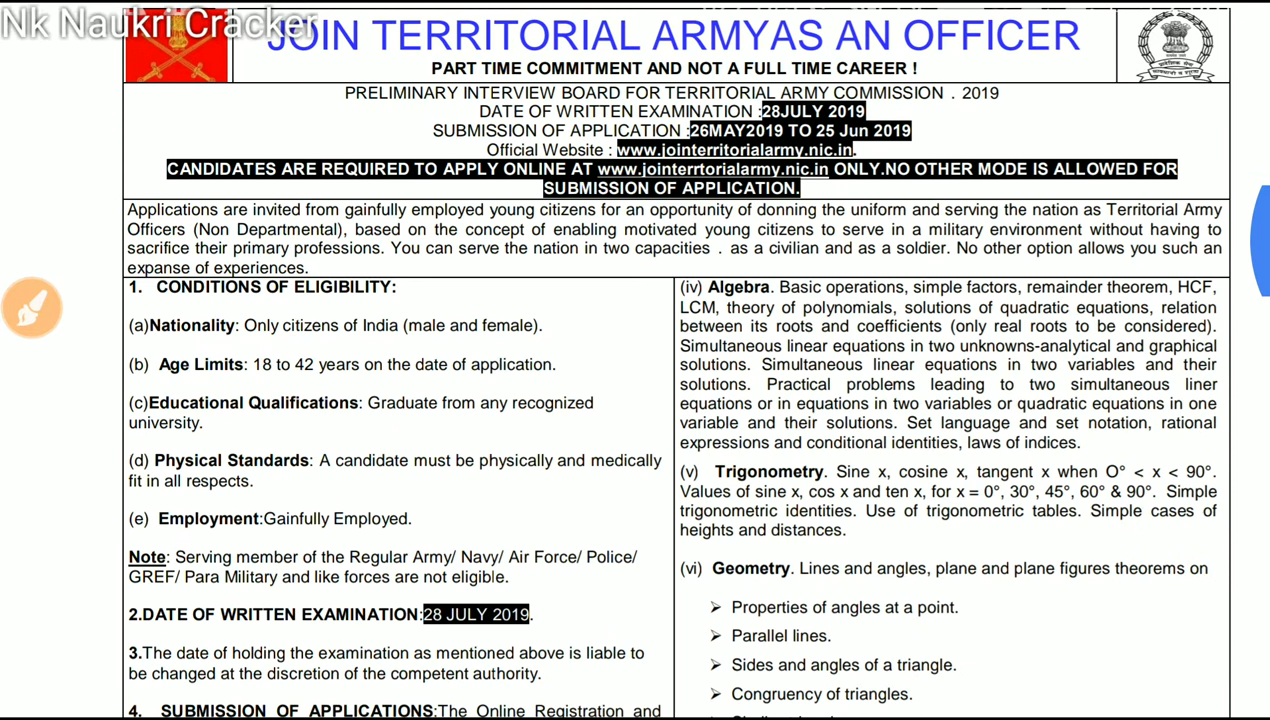 Nk Naukri Cracker
JOIN TERRITORIAL ARMYAS AN OFFICER
PART TIME COMMITMENT AND NOT A FULL TIME CAREER !
PRELIMINARY INTERVIEW BOARD FOR TERRITORIAL ARMY COMMISSION . 2019
DATE OF WRITTEN EXAMINATION :28JULY 2019
SUBMISSION OF APPLICATION :26MAY2019 TO 25 Jun 2019
Official Website : www.jointerritorialarmy.nic.in.
CANDIDATES ARE REQUIRED TO APPLY ONLINE AT www.jointerrtorialarmy.nic.in ONLY.NO OTHER MODE IS ALLOWED FOR
SUBMISSION OF APPLICATION.
Applications are invited from gainfully employed young citizens for an opportunity of donning the uniform and serving the nation as Territorial Army
Officers (Non Departmental), based on the concept of enabling motivated young citizens to serve in a military environment without having to
sacrifice their primary professions. You can serve the nation in two capacities . as a civilian and as a soldier. No other option allows you such an
expanse of experiences.
1. CONDITIONS OF ELIGIBILITY:
(a)Nationality: Only citizens of India (male and female).
(b) Age Limits: 18 to 42 years on the date of application.
(c)Educational Qualifications: Graduate from any recognized
university.
(d) Physical Standards: A candidate must be physically and medically
fit in all respects.
(e) Employment:Gainfully Employed.
Note: Serving member of the Regular Army/ Navy/ Air Force/ Police/
GREF/ Para Military and like forces are not eligible.
2.DATE OF WRITTEN EXAMINATION:28 JULY 2019.
3.The date of holding the examination as mentioned above is liable to
be changed at the discretion of the competent authority.
4. SUBMISSION OF APPLICATIONS:The Online Registration and
(iv) Algebra. Basic operations, simple factors, remainder theorem, HCF,
LCM, theory of polynomials, solutions of quadratic equations, relation
between its roots and coefficients (only real roots to be considered).
Simultaneous linear equations in two unknowns-analytical and graphical
solutions. Simultaneous linear equations in two variables and their
solutions. Practical problems leading to two simultaneous liner
equations or in equations in two variables or quadratic equations in one
variable and their solutions. Set language and set notation, rational
expressions and conditional identities, laws of indices.
(v) Trigonometry. Sine x, cosine x, tangent x when O° < x < 90°.
Values of sine x, cos x and ten x, for x = 0°, 30°, 45°, 60° & 90°. Simple
trigonometric identities. Use of trigonometric tables. Simple cases of
heights and distances.
(vi) Geometry. Lines and angles, plane and plane figures theorems on
➢ Properties of angles at a point.
➢ Parallel lines.
➢ Sides and angles of a triangle.
➢ Congruency of triangles.